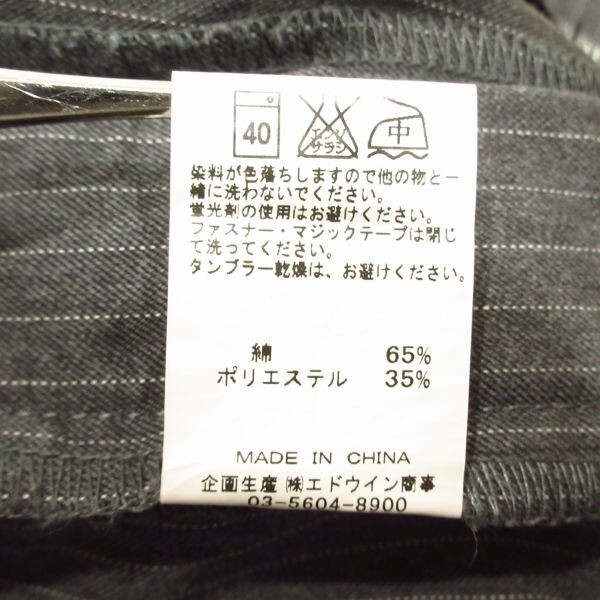 40 エンソサラシ 中
染料が色落ちしますので他の物と一
緒に洗わないでください。
蛍光剤の使用はお避けください。
ファスナー・マジックテープは閉じ
て洗ってください。
タンブラー乾燥は、お避けください。
綿 65%
ポリエステル 35%
MADE IN CHINA
企画生産 ㈱エドウイン商事
03-5604-8900